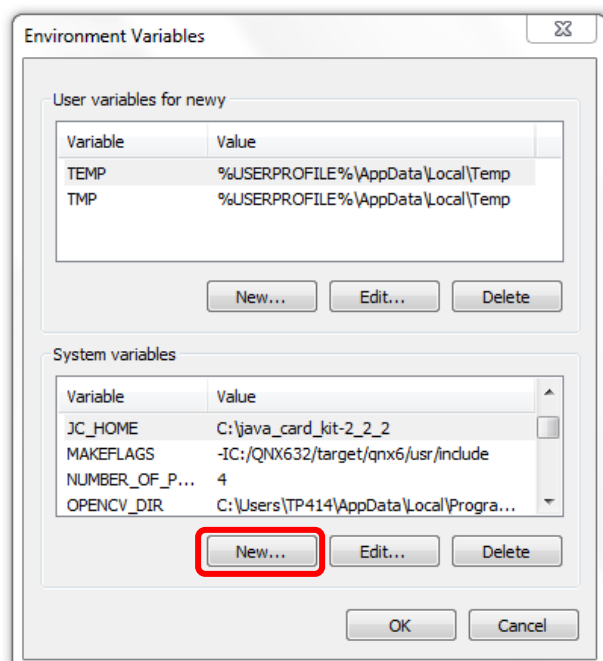 Environment Variables
User variables for newy
Variable Value
TEMP %USERPROFILE%\AppData\Local\Temp
TMP %USERPROFILE%\AppData\Local\Temp
New... Edit... Delete
System variables
Variable Value
JC_HOME C:\java_card_kit-2_2_2
MAKEFLAGS -IC:/QNX632/target/qnx6/usr/include
NUMBER_OF_P... 4
OPENCV_DIR C:\Users\TP414\AppData\Local\Progra...
New... Edit... Delete
OK Cancel